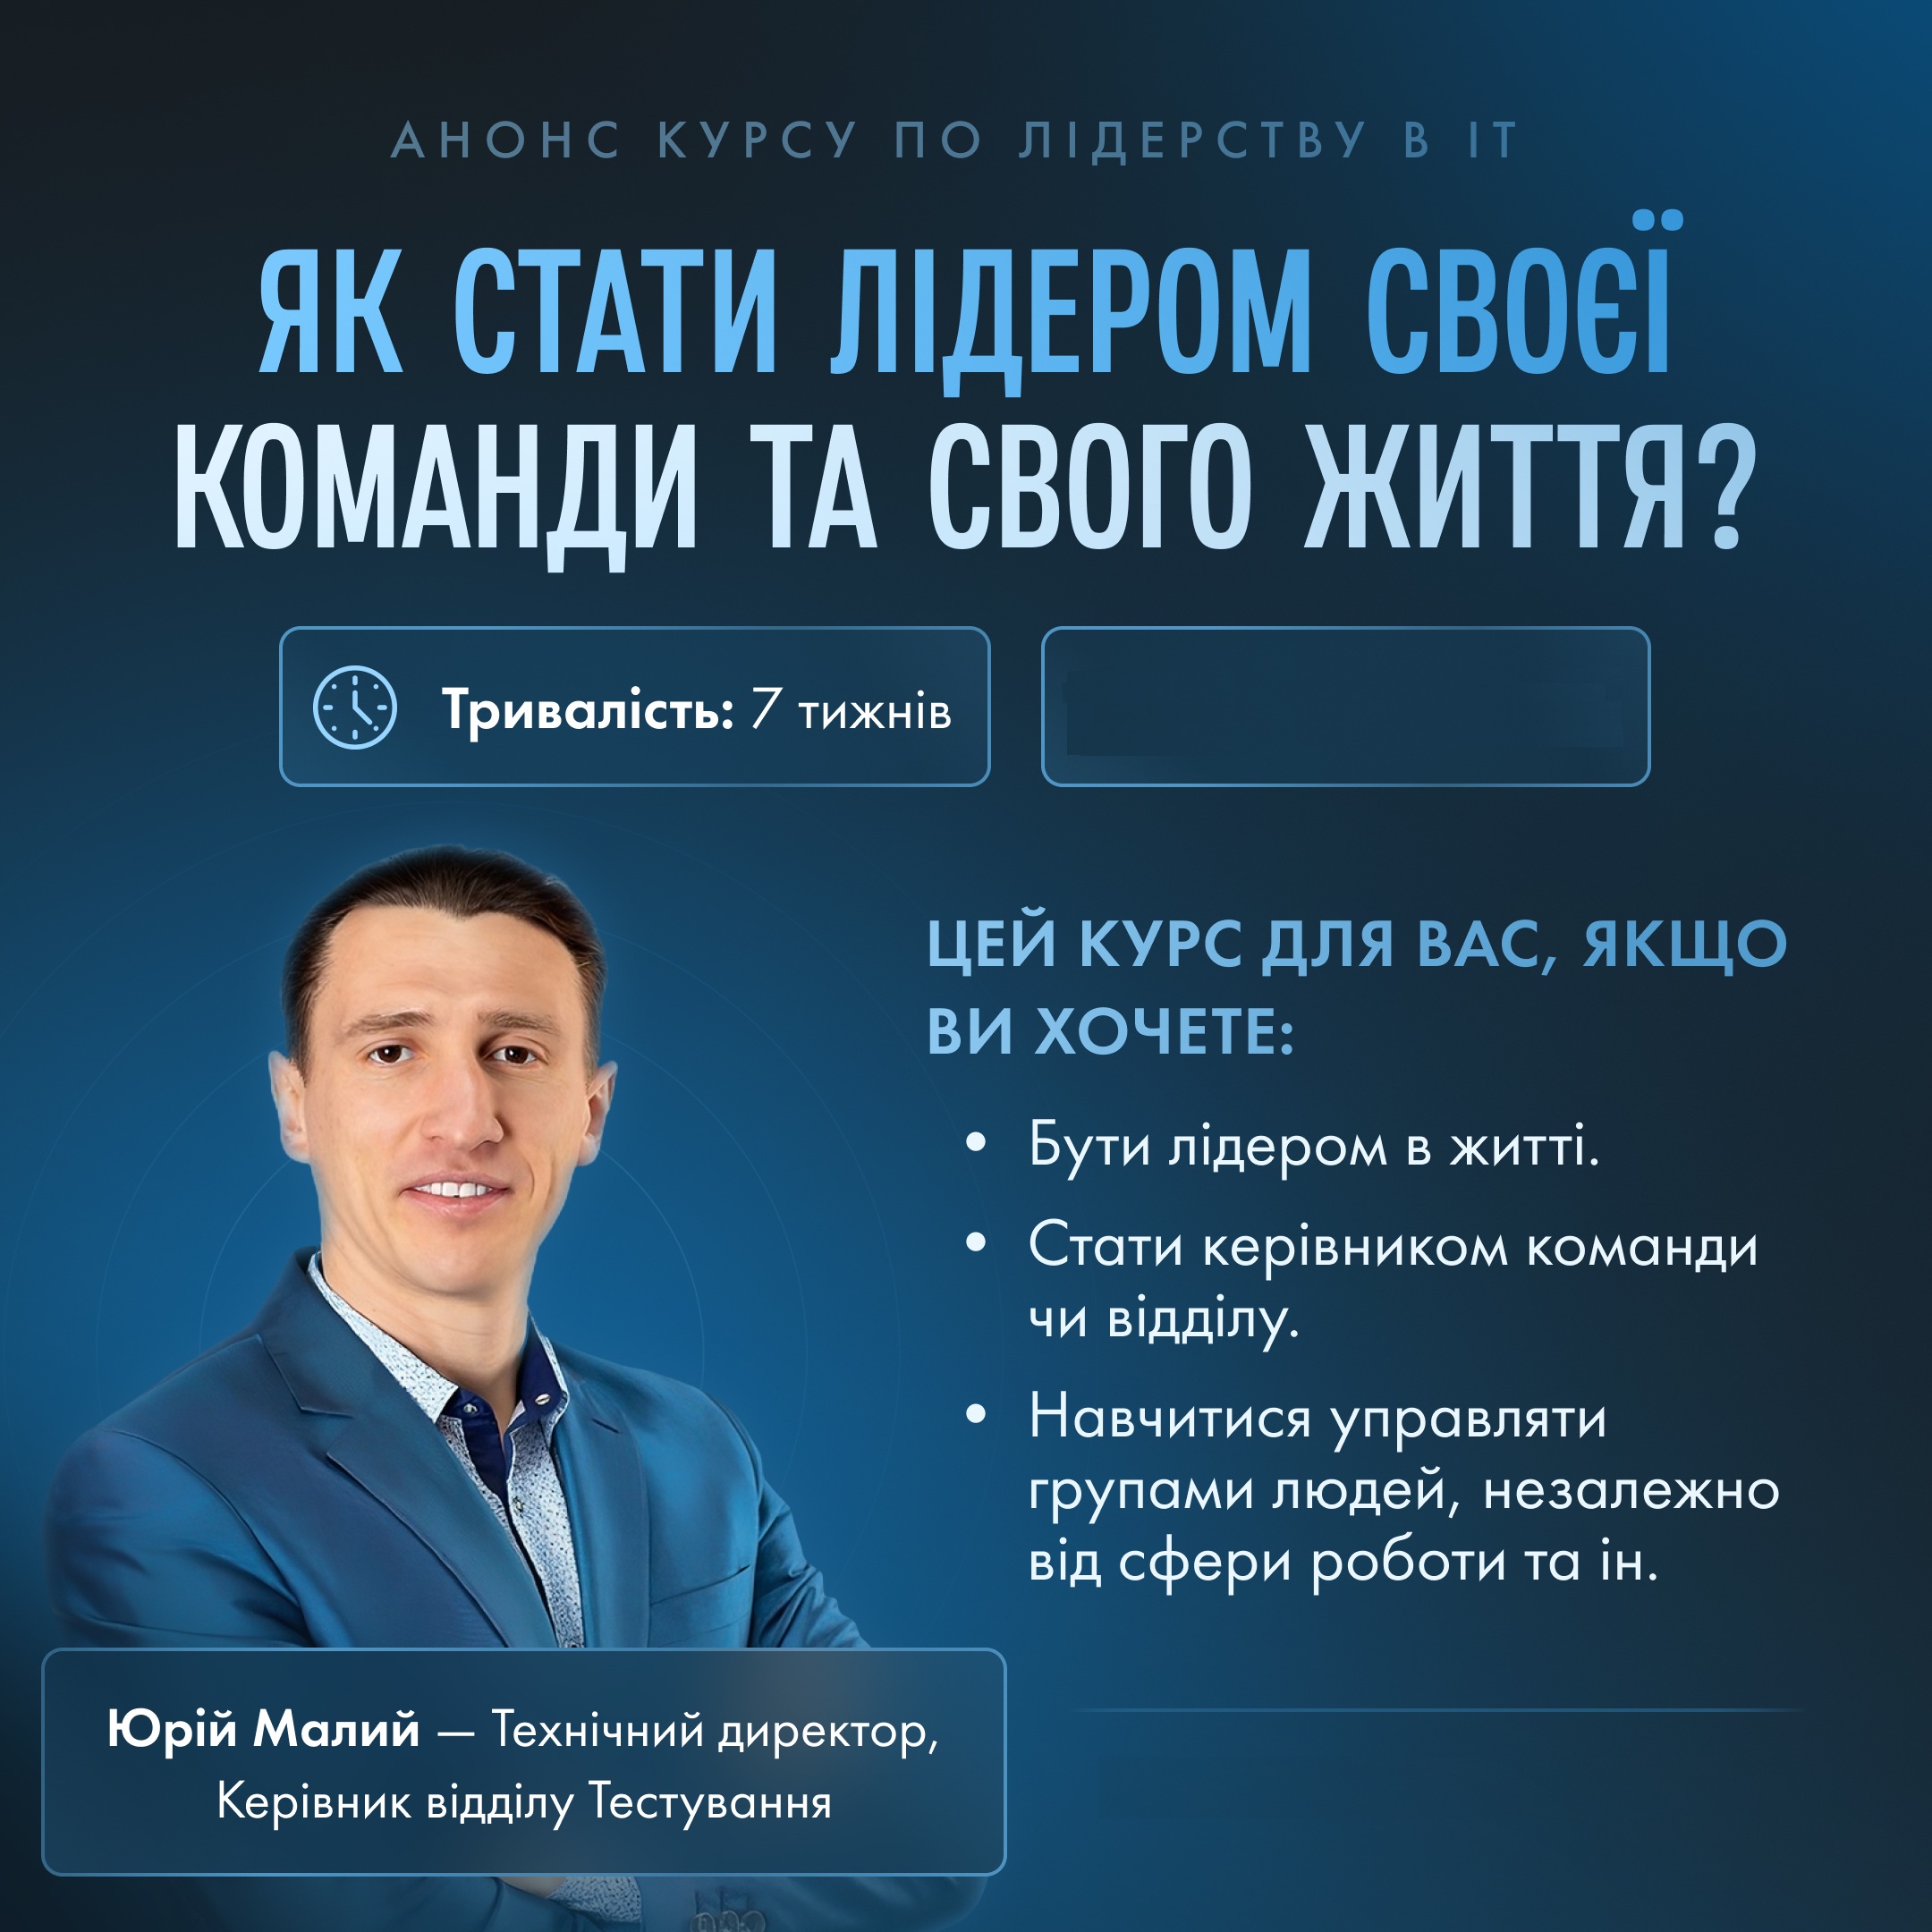 АНОНС КУРСУ ПО ЛІДЕРСТВУ В ІТ
ЯК СТАТИ ЛІДЕРОМ СВОЄЇ
КОМАНДИ ТА СВОГО ЖИТТЯ?
Тривалість: 7 тижнів
ЦЕЙ КУРС ДЛЯ ВАС, ЯКЩО
ВИ ХОЧЕТЕ:
• Бути лідером в житті.
• Стати керівником команди
чи відділу.
• Навчитися управляти
групами людей, незалежно
від сфери роботи та ін.
Юрій Малий — Технічний директор,
Керівник відділу Тестування